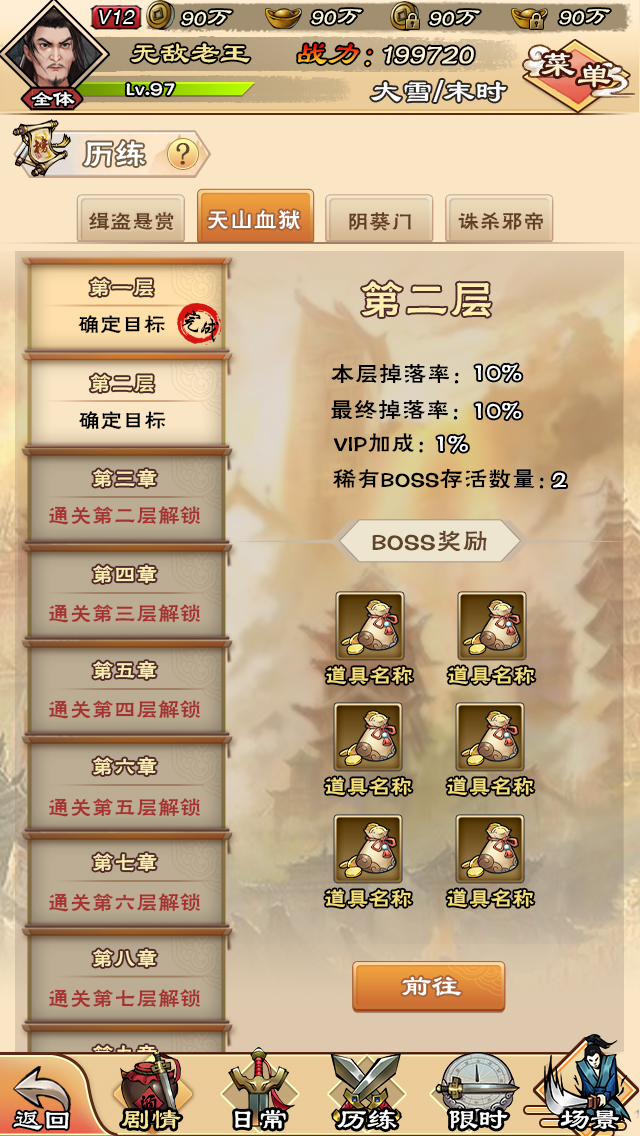 V12 90万 90万 90万 90万
无敌老王 战力：199720
菜单
全体 Lv.97 大雪/末时
榜 历练 ?
缉盗悬赏 天山血狱 阴葵门 诛杀邪帝
第一层
确定目标 完成
第二层
确定目标
第三章
通关第二层解锁
第四章
通关第三层解锁
第五章
通关第四层解锁
第六章
通关第五层解锁
第七章
通关第六层解锁
第八章
通关第七层解锁
第二层
本层掉落率：10%
最终掉落率：10%
VIP加成：1%
稀有BOSS存活数量：2
BOSS奖励
道具名称 道具名称
道具名称 道具名称
道具名称 道具名称
前往
返回 剧情 日常 历练 限时 场景